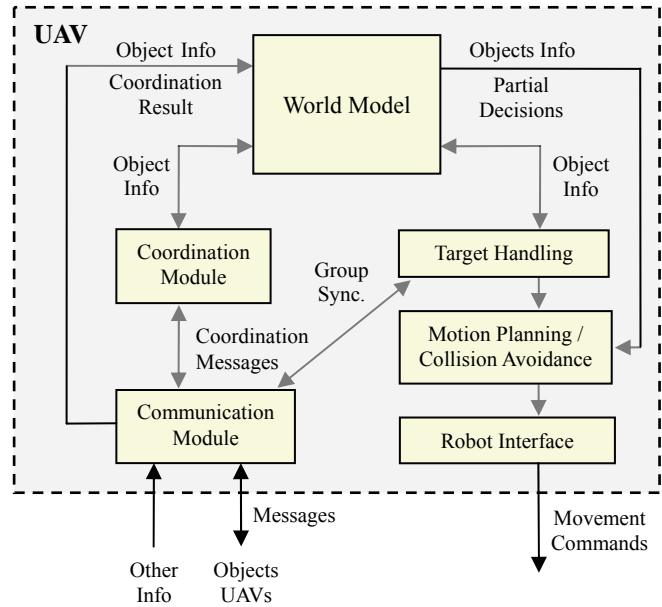 UAV
Object Info
Coordination
Result
World Model
Objects Info
Partial
Decisions
Object
Info
Object
Info
Coordination
Module
Group
Sync.
Target Handling
Coordination
Messages
Motion Planning /
Collision Avoidance
Communication
Module
Robot Interface
Messages
Movement
Commands
Other
Info
Objects
UAVs